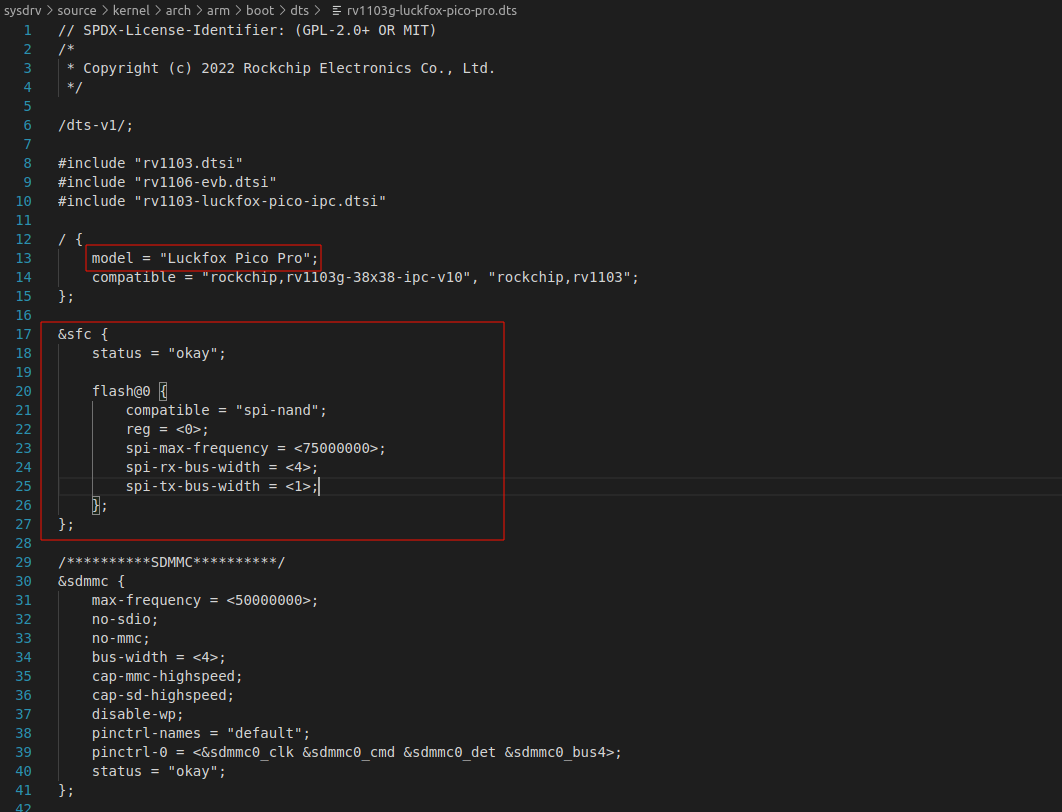 sysdrv > source > kernel > arch > arm > boot > dts > rv1103g-luckfox-pico-pro.dts
1 // SPDX-License-Identifier: (GPL-2.0+ OR MIT)
2 /*
3  * Copyright (c) 2022 Rockchip Electronics Co., Ltd.
4  */
5
6 /dts-v1/;
7
8 #include "rv1103.dtsi"
9 #include "rv1106-evb.dtsi"
10 #include "rv1103-luckfox-pico-ipc.dtsi"
11
12 / {
13     model = "Luckfox Pico Pro";
14     compatible = "rockchip,rv1103g-38x38-ipc-v10", "rockchip,rv1103";
15 };
16
17 &sfc {
18     status = "okay";
19
20     flash@0 {
21         compatible = "spi-nand";
22         reg = <0>;
23         spi-max-frequency = <75000000>;
24         spi-rx-bus-width = <4>;
25         spi-tx-bus-width = <1>;
26     };
27 };
28
29 /**********SDMMC**********/
30 &sdmmc {
31     max-frequency = <50000000>;
32     no-sdio;
33     no-mmc;
34     bus-width = <4>;
35     cap-mmc-highspeed;
36     cap-sd-highspeed;
37     disable-wp;
38     pinctrl-names = "default";
39     pinctrl-0 = <&sdmmc0_clk &sdmmc0_cmd &sdmmc0_det &sdmmc0_bus4>;
40     status = "okay";
41 };
42